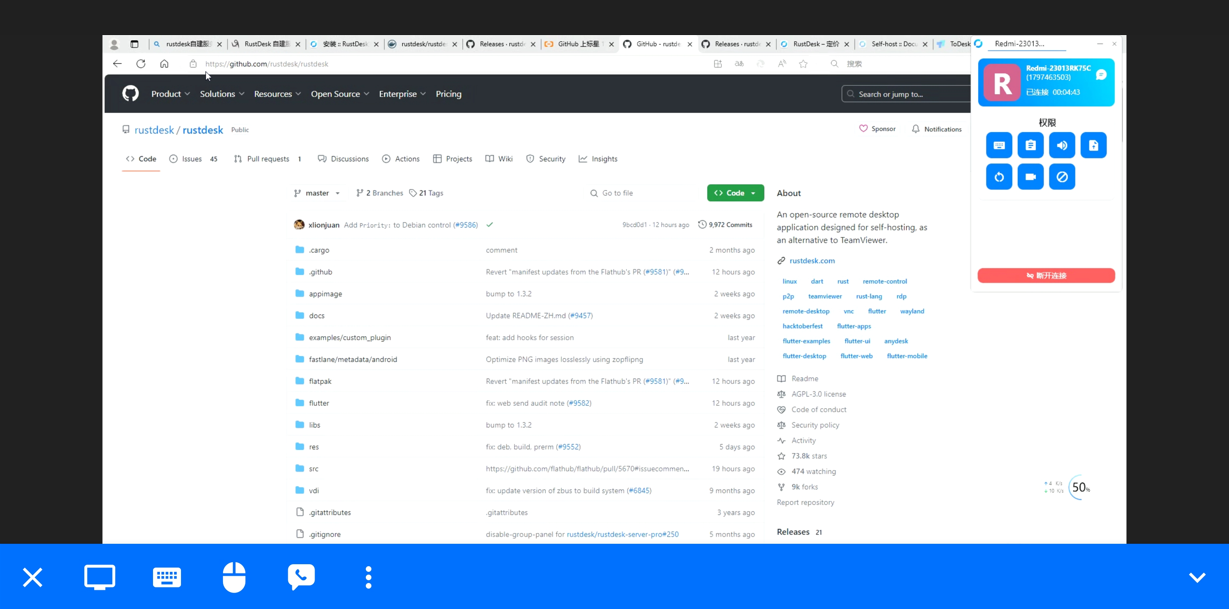 rustdesk自建服
RustDesk 自建
安装 :: RustDes
rustdesk/rustde
Releases · rustd
GitHub 上标星
GitHub - rustde
Releases · rustd
RustDesk – 定价
Self-host :: Doc
ToDesk
https://github.com/rustdesk/rustdesk
搜索
Product
Solutions
Resources
Open Source
Enterprise
Pricing
Search or jump to...
rustdesk / rustdesk Public
Sponsor
Notifications
Code
Issues 45
Pull requests 1
Discussions
Actions
Projects
Wiki
Security
Insights
master
2 Branches
21 Tags
Go to file
Code
xlionjuan Add Priority: to Debian control (#9586)
9bcd0d1 · 12 hours ago
9,972 Commits
.cargo comment 2 months ago
.github Revert "manifest updates from the Flathub's PR (#9581)" (#9... 12 hours ago
appimage bump to 1.3.2 2 weeks ago
docs Update README-ZH.md (#9457) 2 weeks ago
examples/custom_plugin feat: add hooks for session last year
fastlane/metadata/android Optimize PNG images losslessly using zopflipng last year
flatpak Revert "manifest updates from the Flathub's PR (#9581)" (#9... 12 hours ago
flutter fix: web send audit note (#9582) 12 hours ago
libs bump to 1.3.2 2 weeks ago
res fix: deb, build, prerm (#9552) 5 days ago
src https://github.com/flathub/flathub/pull/5670#issuecommen... 19 hours ago
vdi fix: update version of zbus to build system (#6845) 9 months ago
.gitattributes .gitattributes 3 years ago
.gitignore disable-group-panel for rustdesk/rustdesk-server-pro#250 5 months ago
About
An open-source remote desktop
application designed for self-hosting, as
an alternative to TeamViewer.
rustdesk.com
linux dart rust remote-control
p2p teamviewer rust-lang rdp
remote-desktop vnc flutter wayland
hacktoberfest flutter-apps
flutter-examples flutter-ui anydesk
flutter-desktop flutter-web flutter-mobile
Readme
AGPL-3.0 license
Code of conduct
Security policy
Activity
73.8k stars
474 watching
9k forks
Report repository
Releases 21
Redmi-23013...
R
Redmi-23013RK75C
(1797463503)
已连接 00:04:43
权限
断开连接
50%